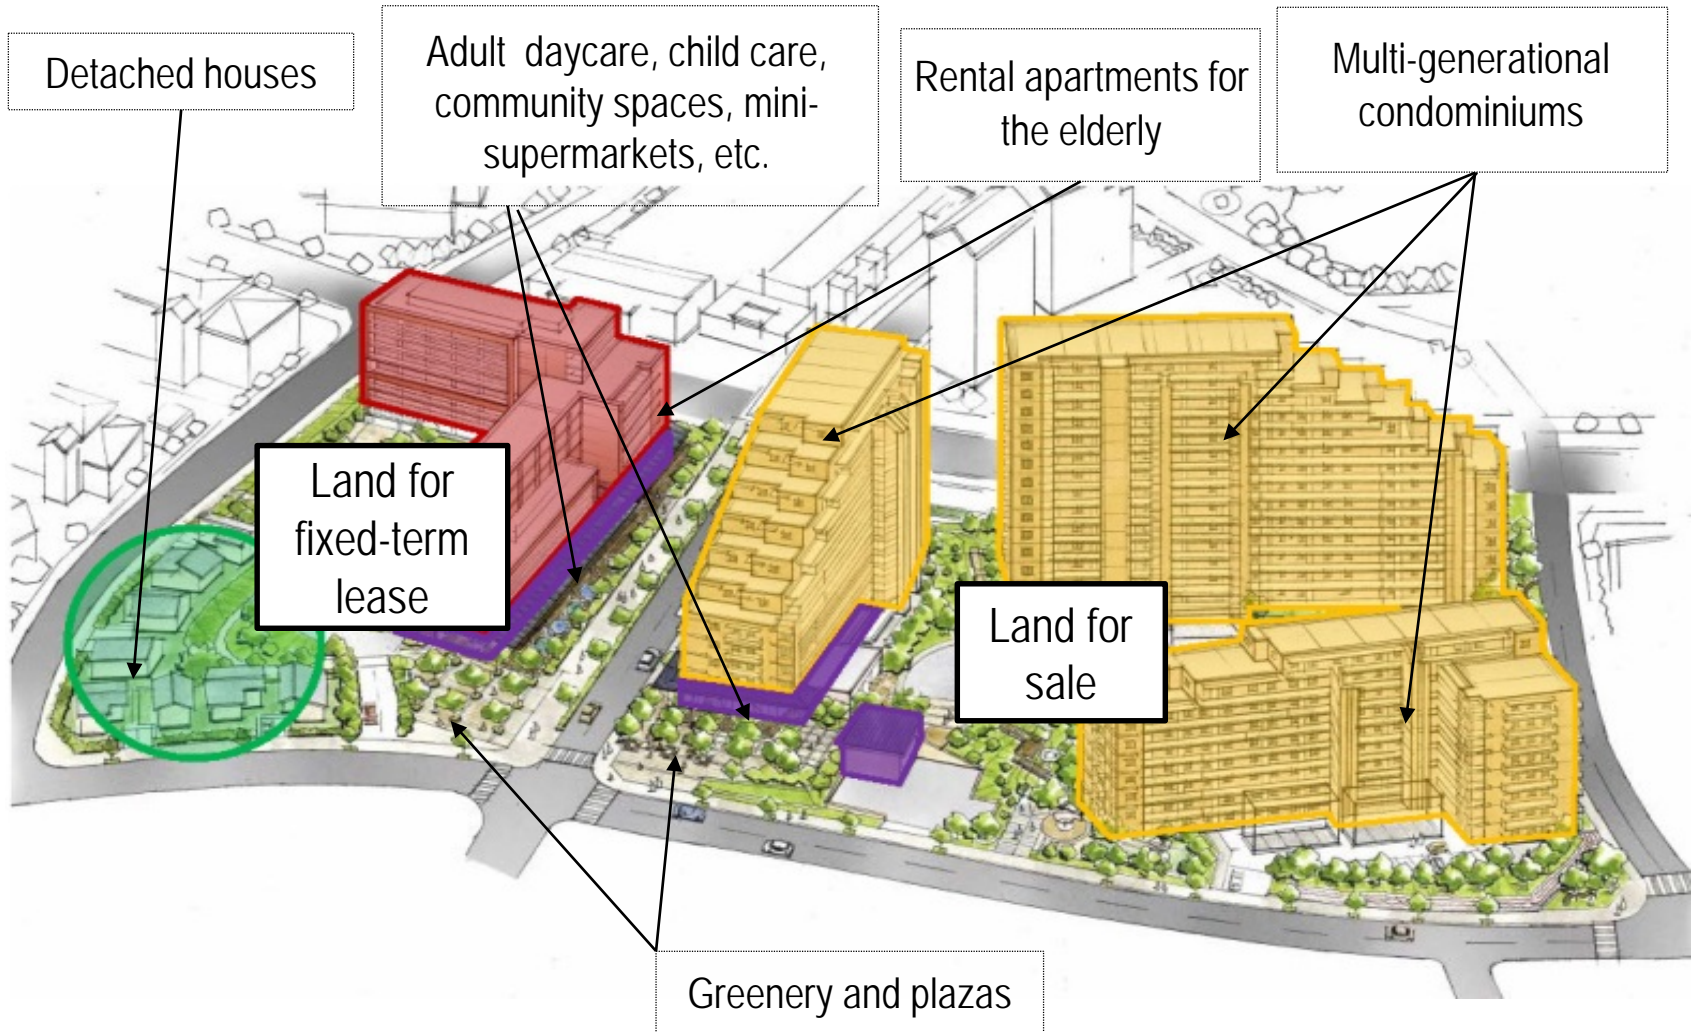 Detached houses
Adult daycare, child care,
community spaces, mini-
supermarkets, etc.
Rental apartments for
the elderly
Multi-generational
condominiums
Land for
fixed-term
lease
Land for
sale
Greenery and plazas